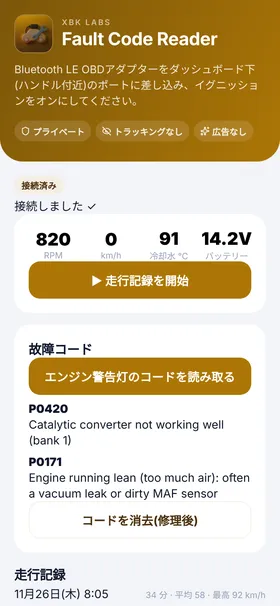 XBK LABS
Fault Code Reader
Bluetooth LE OBDアダプターをダッシュボード下
(ハンドル付近)のポートに差し込み、イグニッショ
ンをオンにしてください。
プライベート
トラッキングなし
広告なし
接続済み
接続しました ✓
820
0
91
14.2V
RPM
km/h
冷却水 °C
バッテリー
▶ 走行記録を開始
故障コード
エンジン警告灯のコードを読み取る
P0420
Catalytic converter not working well
(bank 1)
P0171
Engine running lean (too much air): often
a vacuum leak or dirty MAF sensor
コードを消去(修理後)
走行記録
11月26日(木) 8:05
34 分 · 平均 58 · 最高 92 km/h